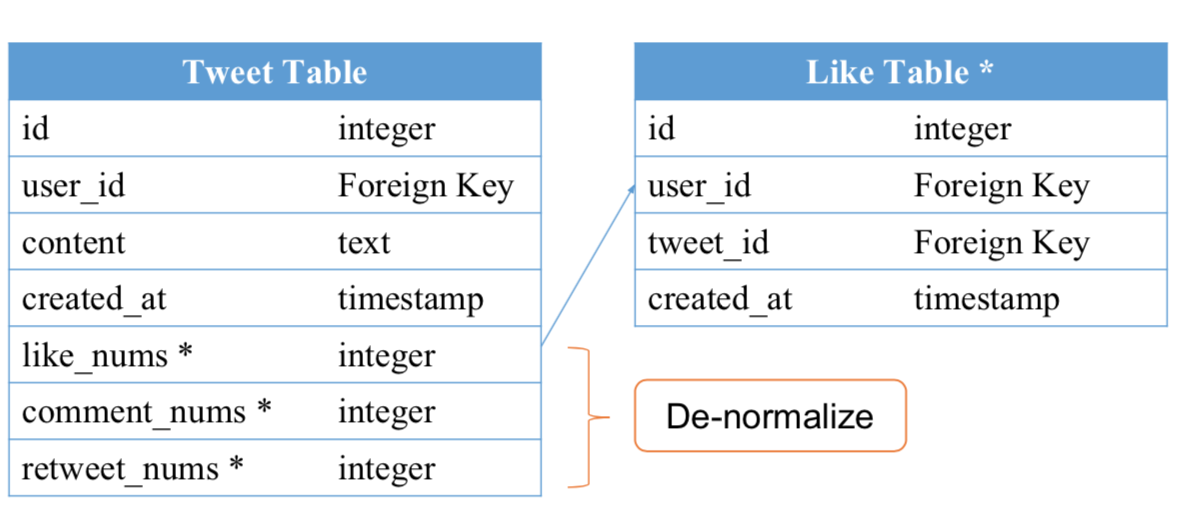 Tweet Table
id integer
user_id Foreign Key
content text
created_at timestamp
like_nums * integer
comment_nums * integer
retweet_nums * integer
Like Table *
id integer
user_id Foreign Key
tweet_id Foreign Key
created_at timestamp
De-normalize